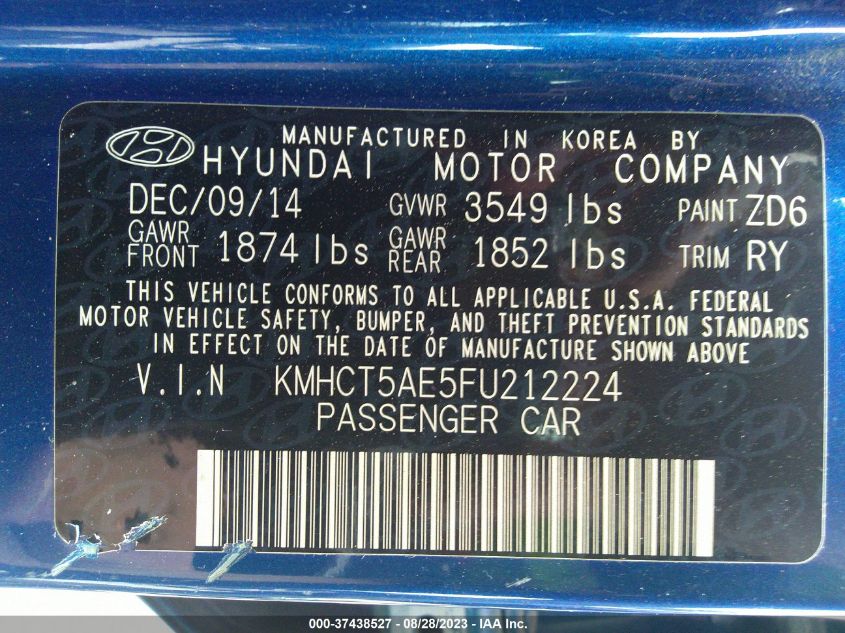 MANUFACTURED IN KOREA BY
HYUNDAI MOTOR COMPANY
DEC/09/14 GVWR 3549 lbs PAINT ZD6
GAWR FRONT 1874 lbs GAWR REAR 1852 lbs TRIM RY
THIS VEHICLE CONFORMS TO ALL APPLICABLE U.S.A. FEDERAL
MOTOR VEHICLE SAFETY, BUMPER, AND THEFT PREVENTION STANDARDS
IN EFFECT ON THE DATE OF MANUFACTURE SHOWN ABOVE
V.I.N KMHCT5AE5FU212224
PASSENGER CAR
000-37438527 - 08/28/2023 - IAA Inc.